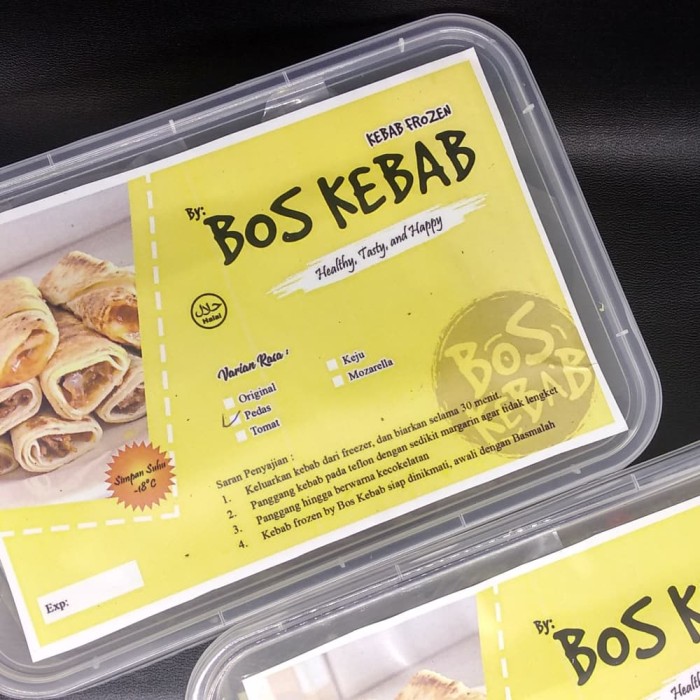 KEBAB FROZEN
By:
BOS KEBAB
Healthy, Tasty, and Happy
حلال
Halal
Varian Rasa :
Original
Pedas
Tomat
Keju
Mozarella
BOS
KEBAB
Simpan Suhu
-18°C
Saran Penyajian :
1. Keluarkan kebab dari freezer, dan biarkan selama 30 menit.
2. Panggang kebab pada teflon dengan sedikit margarin agar tidak lengket
3. Panggang hingga berwarna kecokelatan
4. Kebab frozen by Bos Kebab siap dinikmati, awali dengan Basmalah
Exp:
By:
BOS K
Healthy